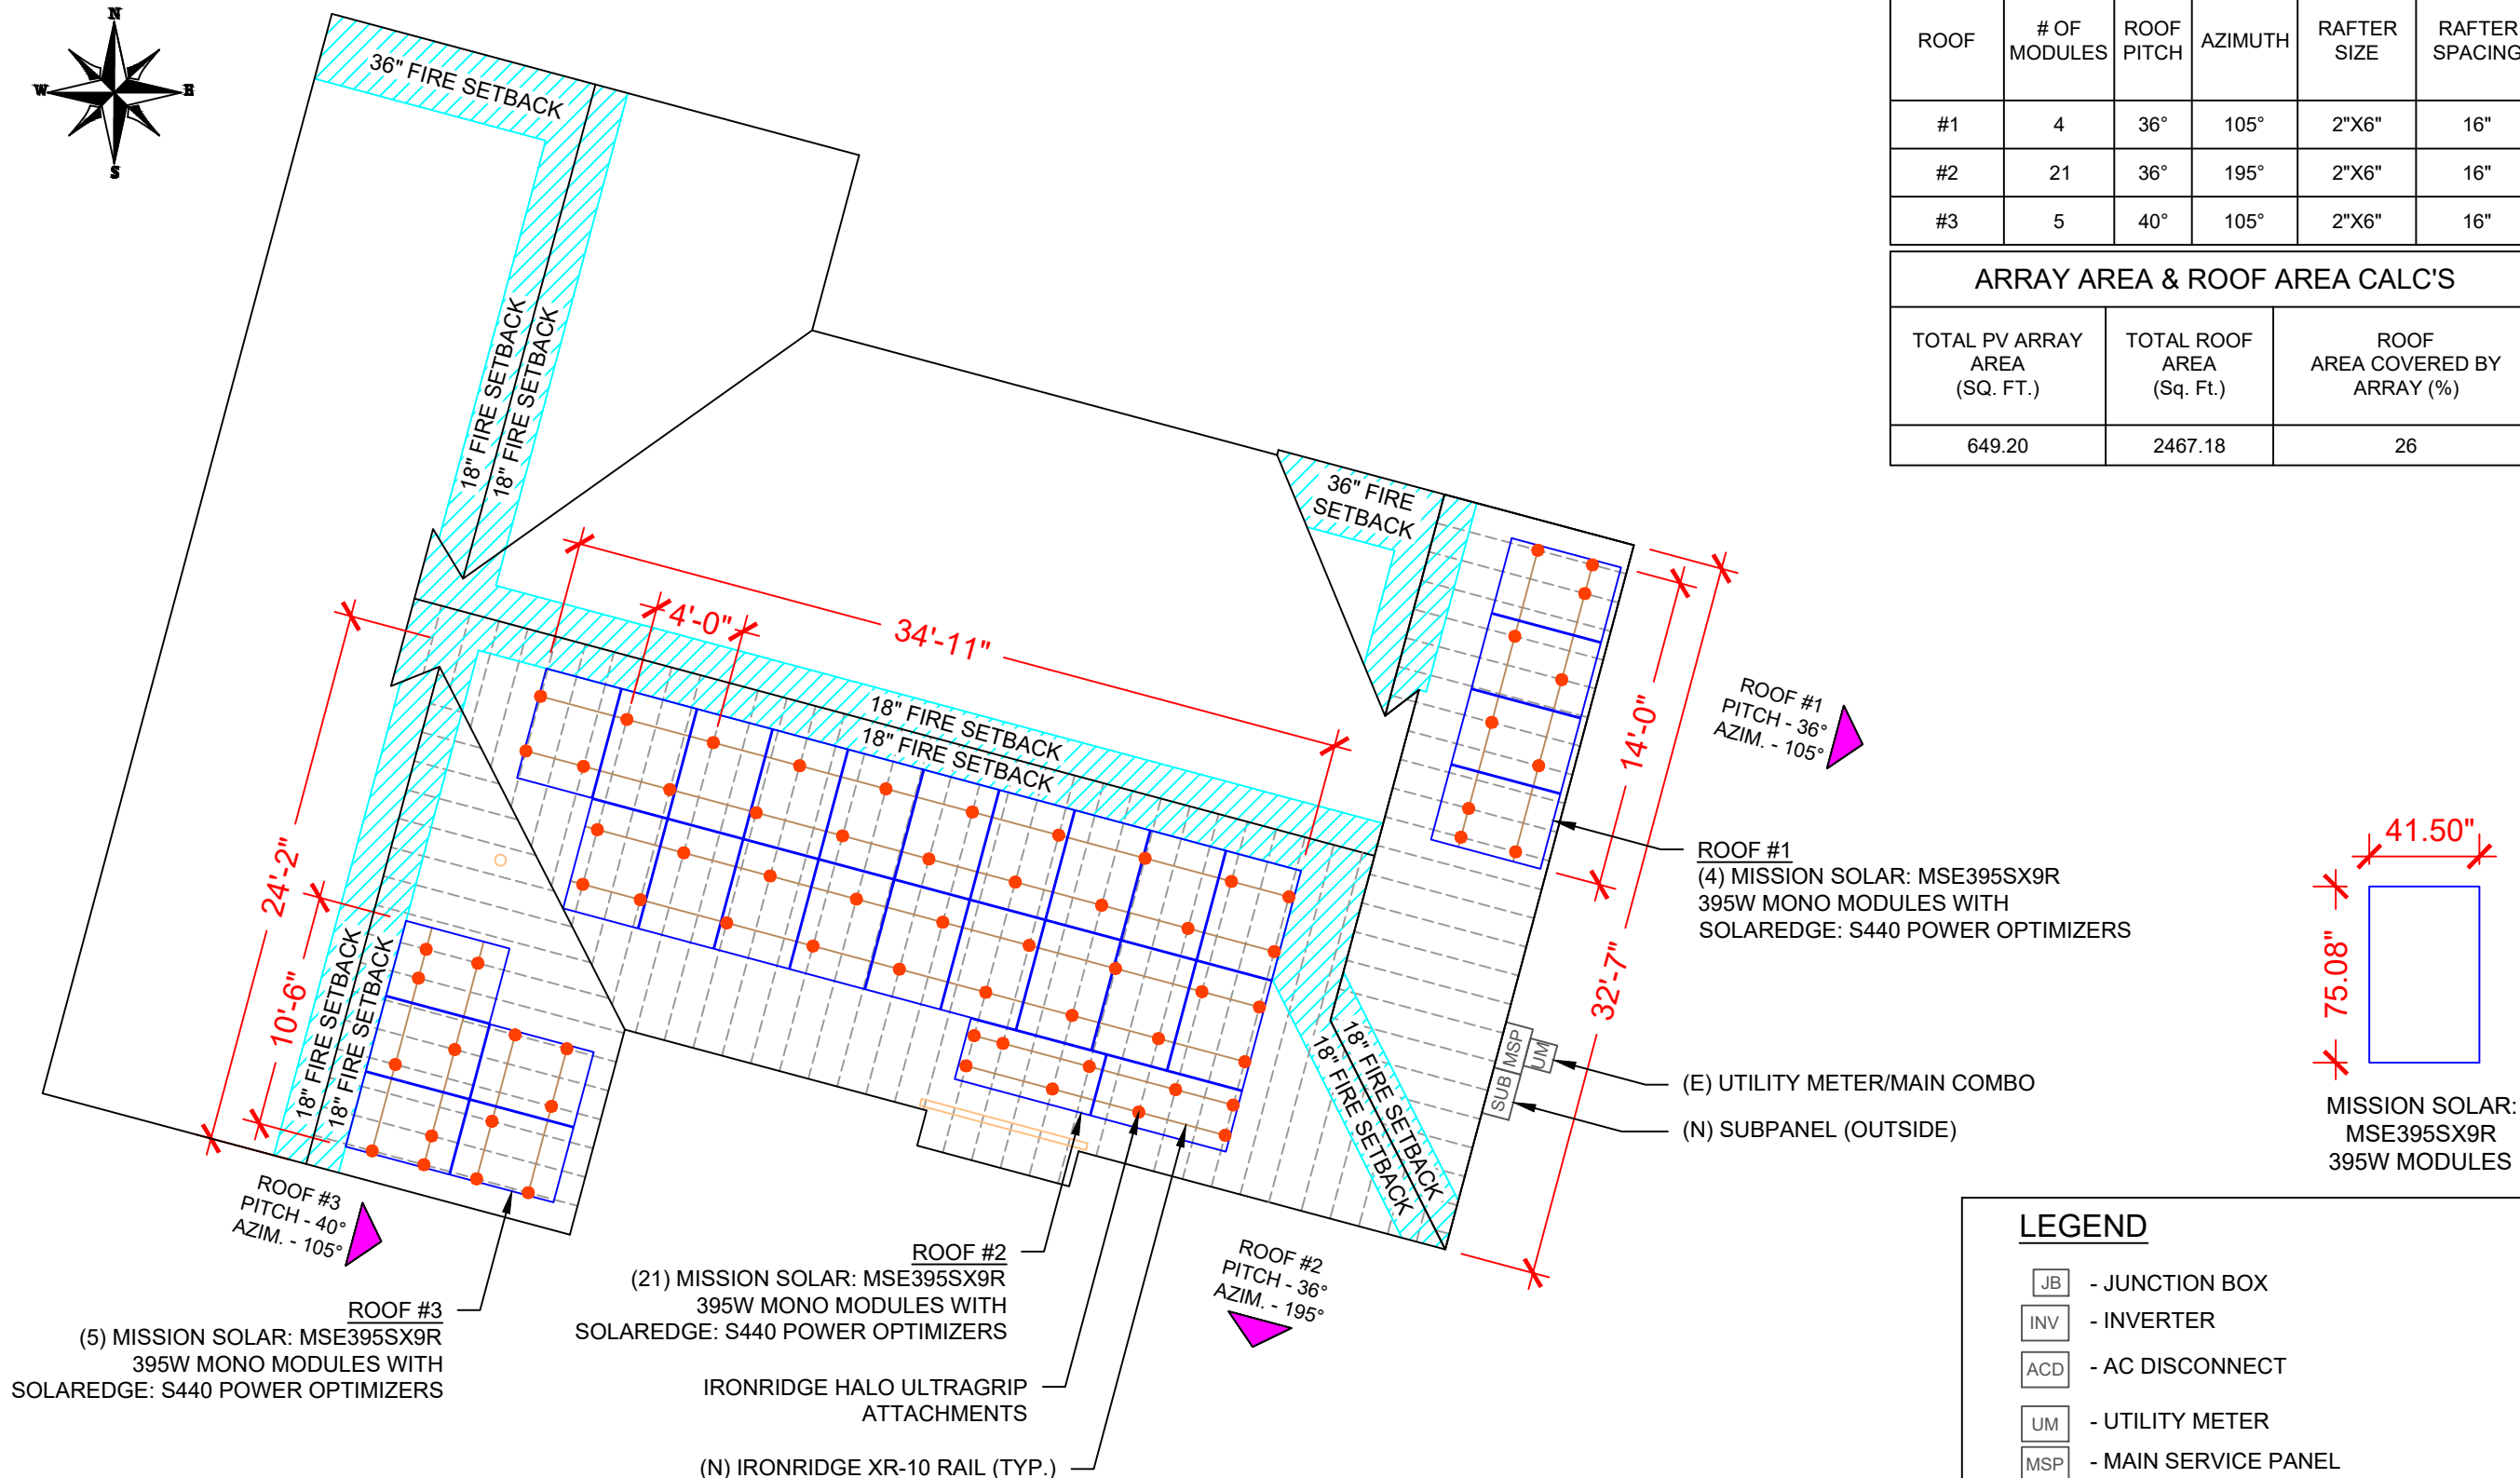 N
W
E
S
ROOF
# OF
MODULES
ROOF
PITCH
AZIMUTH
RAFTER
SIZE
RAFTER
SPACING
#1 4 36° 105° 2"X6" 16"
#2 21 36° 195° 2"X6" 16"
#3 5 40° 105° 2"X6" 16"
ARRAY AREA & ROOF AREA CALC'S
TOTAL PV ARRAY
AREA
(SQ. FT.)
TOTAL ROOF
AREA
(Sq. Ft.)
ROOF
AREA COVERED BY
ARRAY (%)
649.20 2467.18 26
36" FIRE SETBACK
18" FIRE SETBACK
18" FIRE SETBACK
36" FIRE
SETBACK
4'-0"
34'-11"
18" FIRE SETBACK
18" FIRE SETBACK
ROOF #1
PITCH - 36°
AZIM. - 105°
14'-0"
32'-7"
24'-2"
10'-6"
18" FIRE SETBACK
18" FIRE SETBACK
18" FIRE SETBACK
18" FIRE SETBACK
ROOF #1
(4) MISSION SOLAR: MSE395SX9R
395W MONO MODULES WITH
SOLAREDGE: S440 POWER OPTIMIZERS
41.50"
75.08"
MISSION SOLAR:
MSE395SX9R
395W MODULES
MSP
UM
SUB
(E) UTILITY METER/MAIN COMBO
(N) SUBPANEL (OUTSIDE)
ROOF #3
PITCH - 40°
AZIM. - 105°
ROOF #2
PITCH - 36°
AZIM. - 195°
ROOF #3
(5) MISSION SOLAR: MSE395SX9R
395W MONO MODULES WITH
SOLAREDGE: S440 POWER OPTIMIZERS
ROOF #2
(21) MISSION SOLAR: MSE395SX9R
395W MONO MODULES WITH
SOLAREDGE: S440 POWER OPTIMIZERS
IRONRIDGE HALO ULTRAGRIP
ATTACHMENTS
(N) IRONRIDGE XR-10 RAIL (TYP.)
LEGEND
JB - JUNCTION BOX
INV - INVERTER
ACD - AC DISCONNECT
UM - UTILITY METER
MSP - MAIN SERVICE PANEL